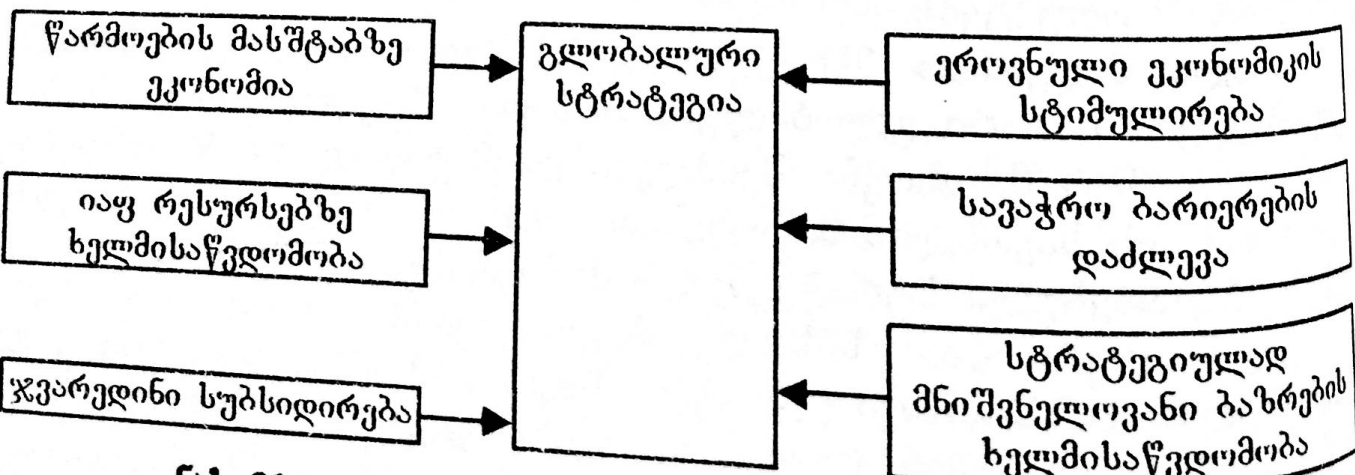 წარმოების მასშტაბზე
ეკონომია
იაფ რესურსებზე
ხელმისაწვდომობა
ჯვარედინი სუბსიდირება
გლობალური
სტრატეგია
ეროვნული ეკონომიკის
სტიმულირება
სავაჭრო ბარიერების
დაძლევა
სტრატეგიულად
მნიშვნელოვანი ბაზრების
ხელმისაწვდომობა